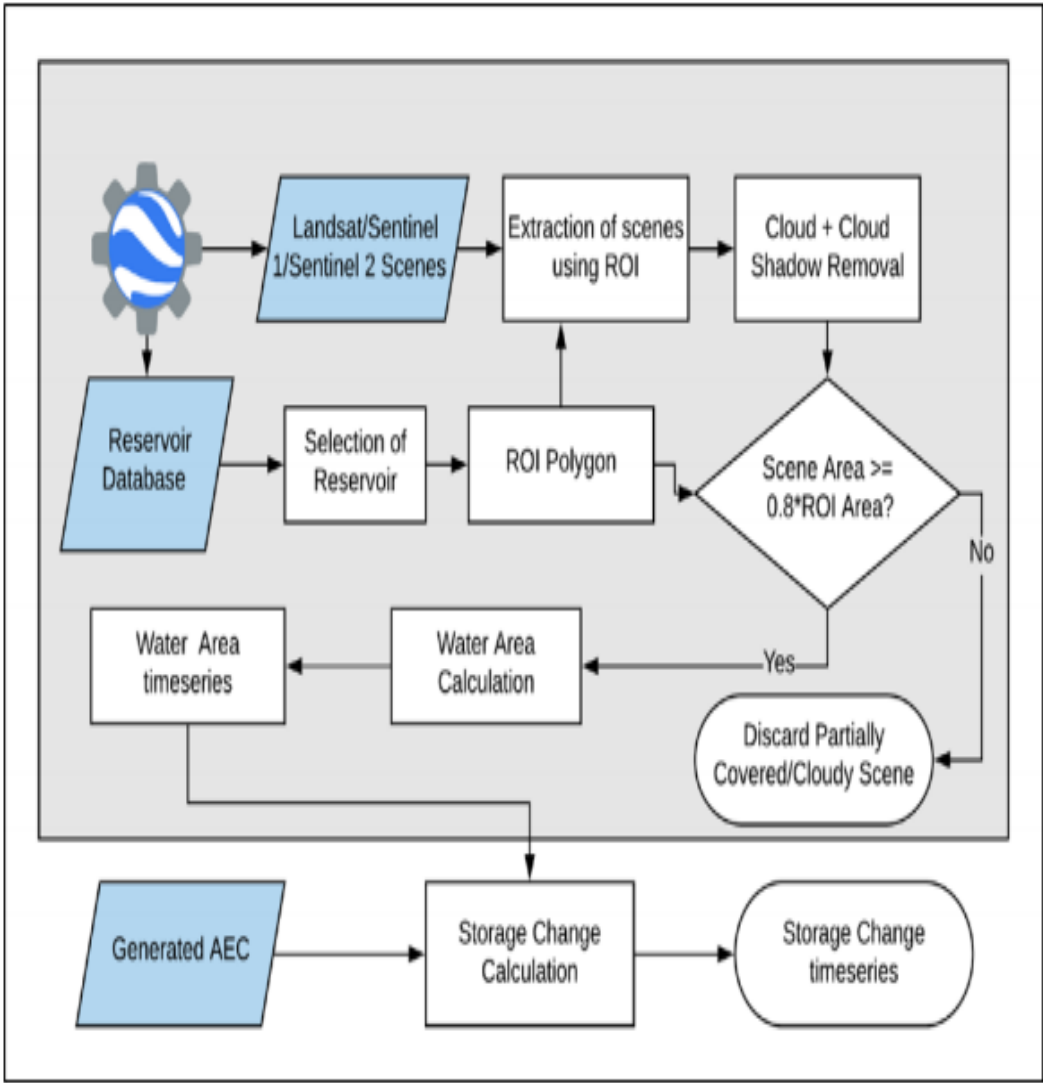 Landsat/Sentinel
1/Sentinel 2 Scenes
Extraction of scenes
using ROI
Cloud + Cloud
Shadow Removal
Reservoir
Database
Selection of
Reservoir
ROI Polygon
Scene Area >=
0.8*ROI Area?
No
Water Area
timeseries
Water Area
Calculation
Yes
Discard Partially
Covered/Cloudy Scene
Generated AEC
Storage Change
Calculation
Storage Change
timeseries